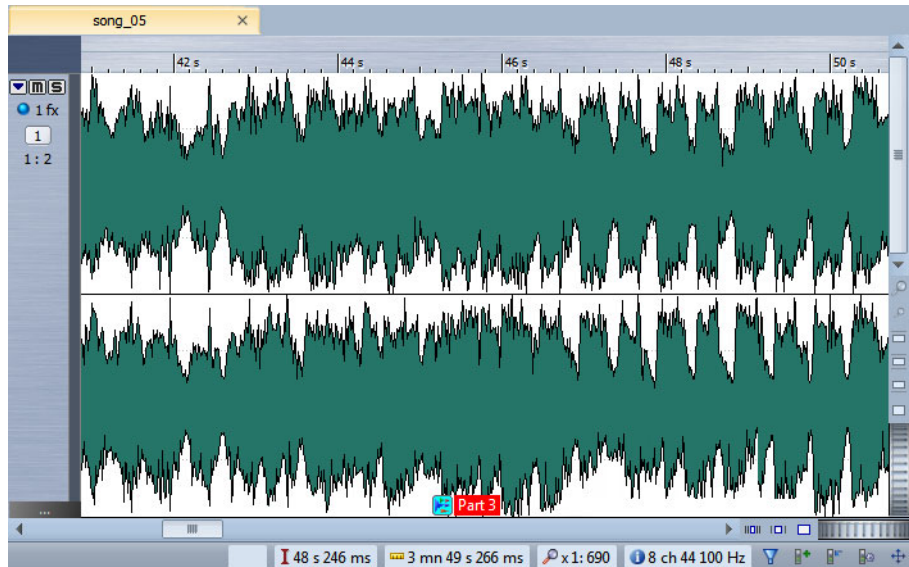 song_05
42 s 44 s 46 s 48 s 50 s
m s
1 fx
1
1 : 2
Part 3
...
48 s 246 ms 3 mn 49 s 266 ms x 1: 690 8 ch 44 100 Hz